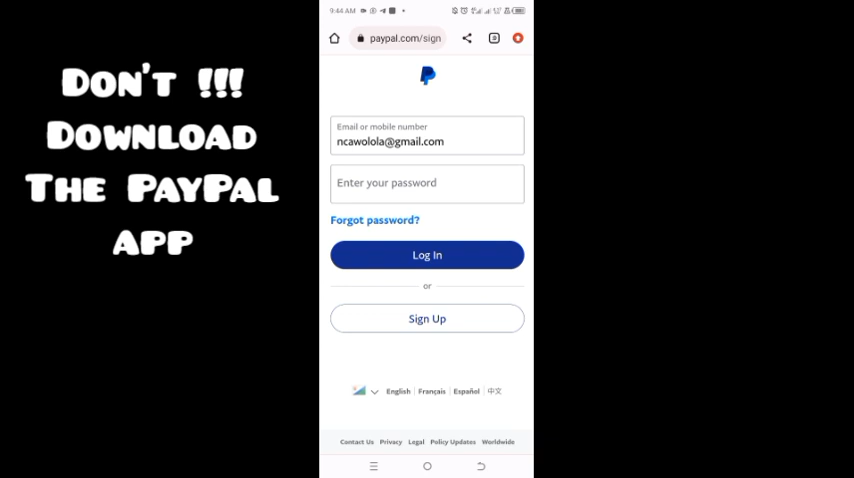 Don't !!!
Download
The PayPal
app
9:44 AM
paypal.com/sign
Email or mobile number
ncawolola@gmail.com
Enter your password
Forgot password?
Log In
or
Sign Up
English | Français | Español | 中文
Contact Us Privacy Legal Policy Updates Worldwide